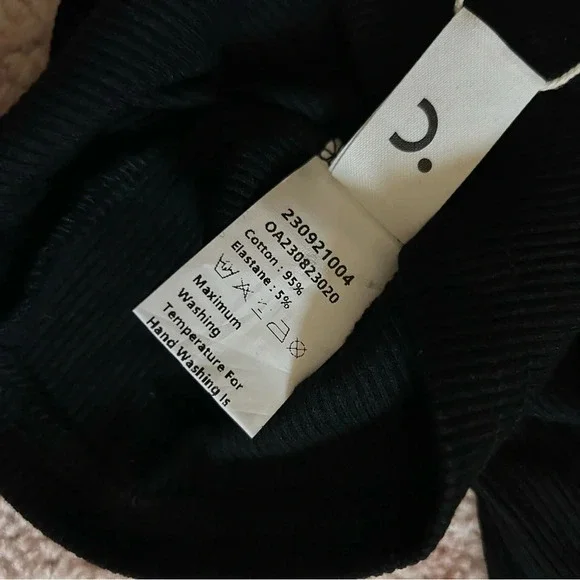 230921004
OA230823020
Cotton : 95%
Elastane : 5%
Maximum
Washing
Temperature For
Hand Washing Is